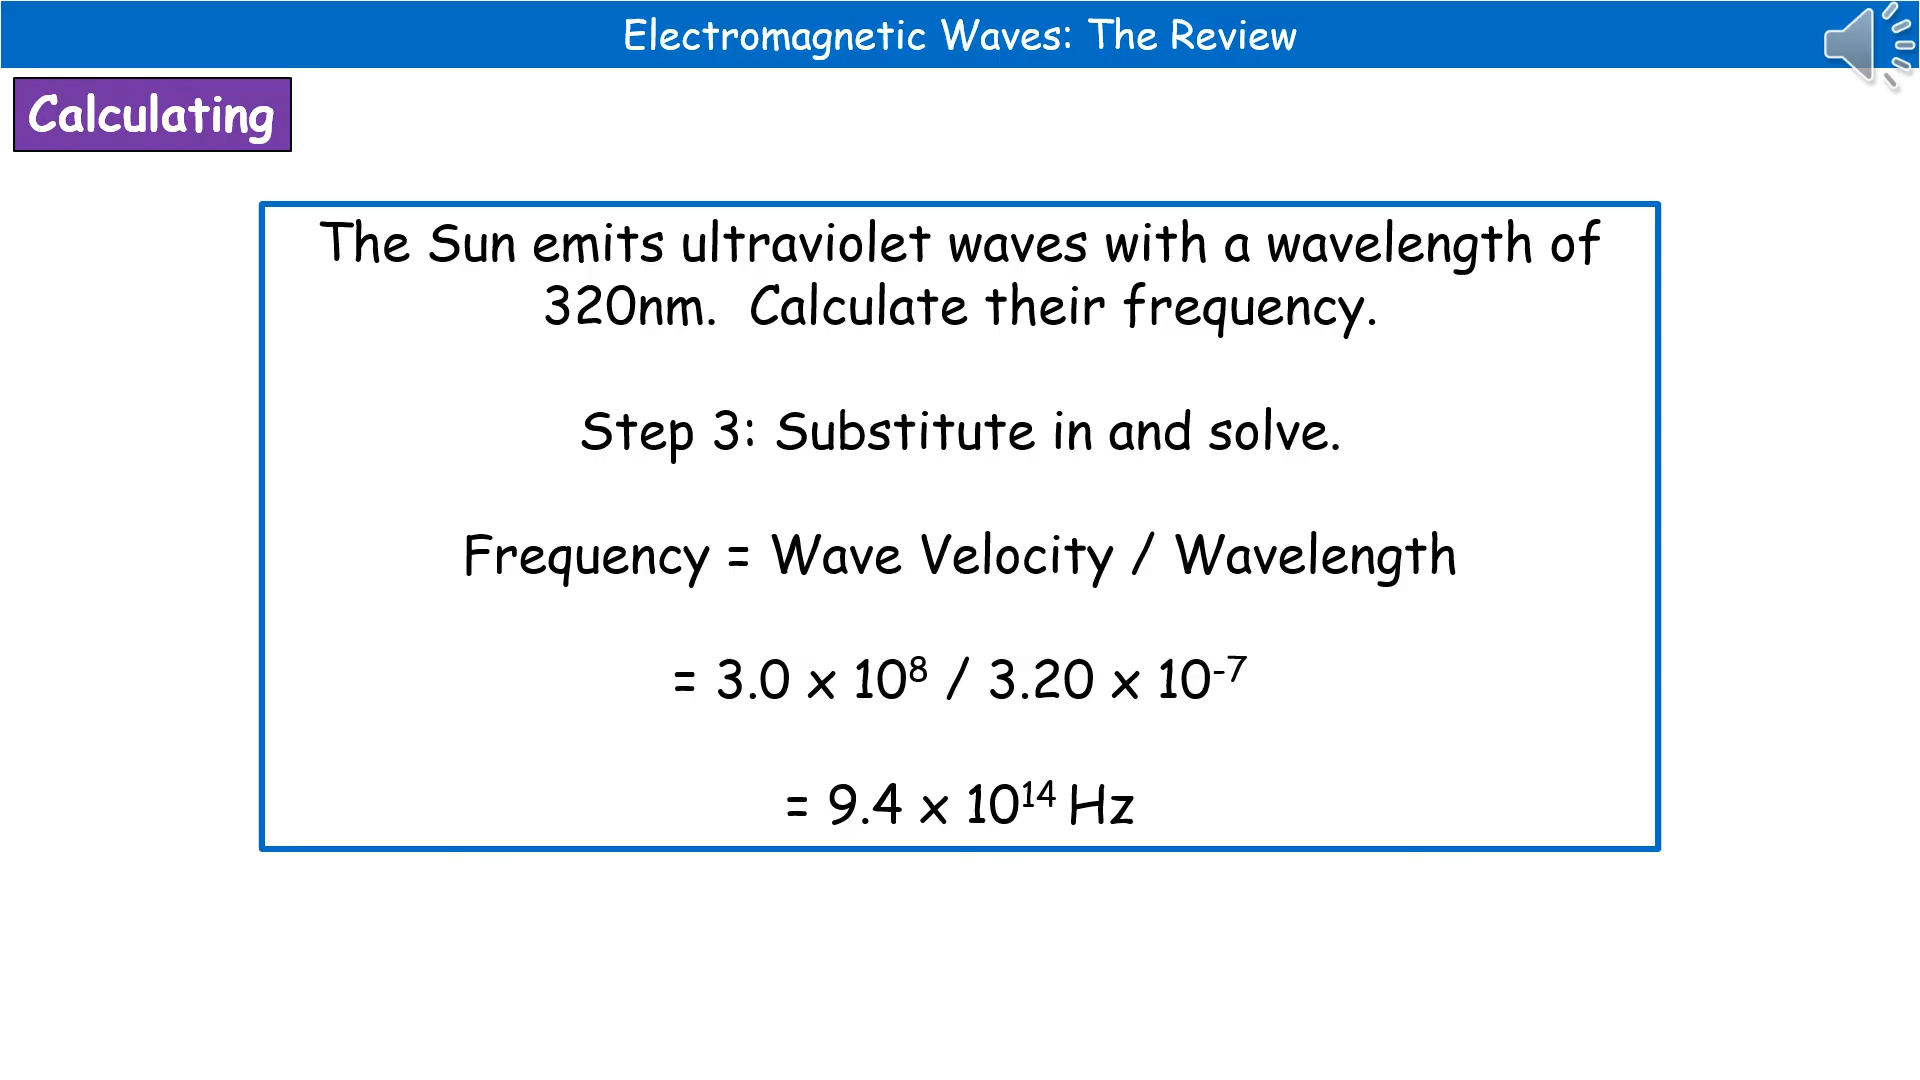 Electromagnetic Waves: The Review
Calculating
The Sun emits ultraviolet waves with a wavelength of
320nm.  Calculate their frequency.
Step 3: Substitute in and solve.
Frequency = Wave Velocity / Wavelength
= 3.0 x 10⁸ / 3.20 x 10⁻⁷
= 9.4 x 10¹⁴ Hz